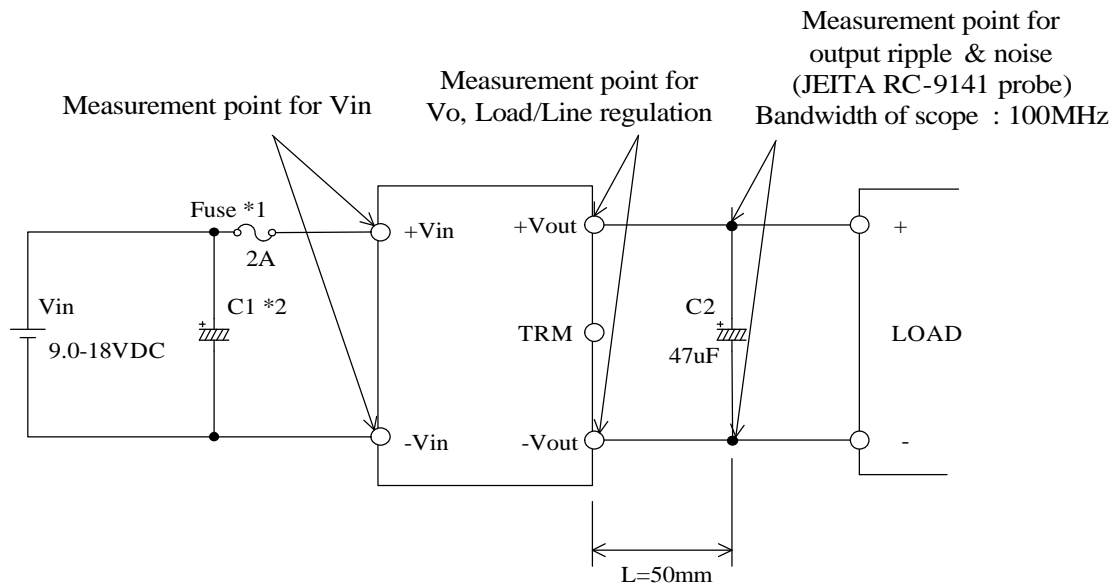 Measurement point for
output ripple & noise
(JEITA RC-9141 probe)
Bandwidth of scope : 100MHz
Measurement point for
Vo, Load/Line regulation
Measurement point for Vin
Fuse *1
2A
+Vin
+Vout
+
Vin
9.0-18VDC
+
C1 *2
TRM
C2
+
47uF
LOAD
-Vin
-Vout
-
L=50mm